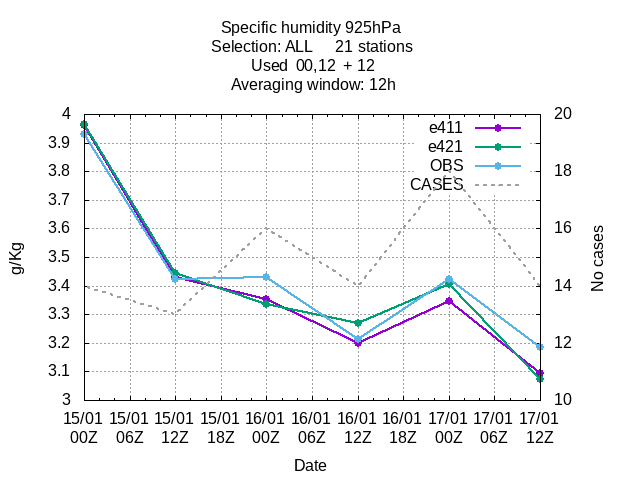 Specific humidity 925hPa
Selection: ALL 21 stations
Used 00,12 + 12
Averaging window: 12h
4
3.9
3.8
3.7
3.6
3.5
3.4
3.3
3.2
3.1
3
g/Kg
e411
e421
OBS
CASES
20
18
16
14
12
10
No cases
15/01 15/01 15/01 15/01 16/01 16/01 16/01 17/01 17/01 17/01
00Z 06Z 12Z 18Z 00Z 12Z 18Z 00Z 06Z 12Z
Date